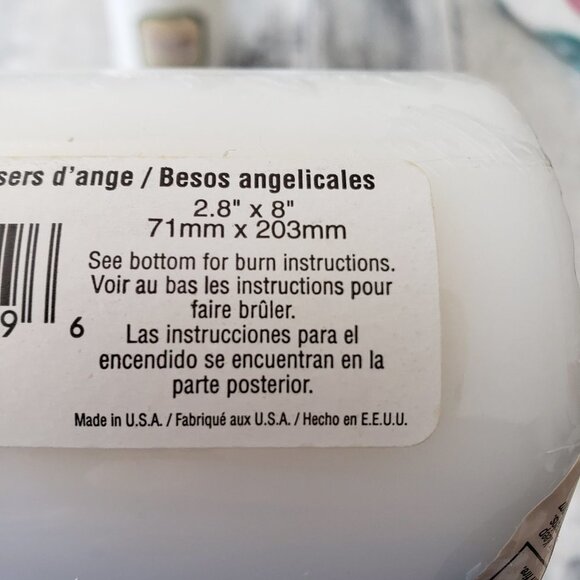 sers d'ange / Besos angelicales
2.8" x 8"
71mm x 203mm
See bottom for burn instructions.
Voir au bas les instructions pour
faire brûler.
Las instrucciones para el
encendido se encuentran en la
parte posterior.
9 6
Made in U.S.A. / Fabriqué aux U.S.A. / Hecho en E.E.U.U.